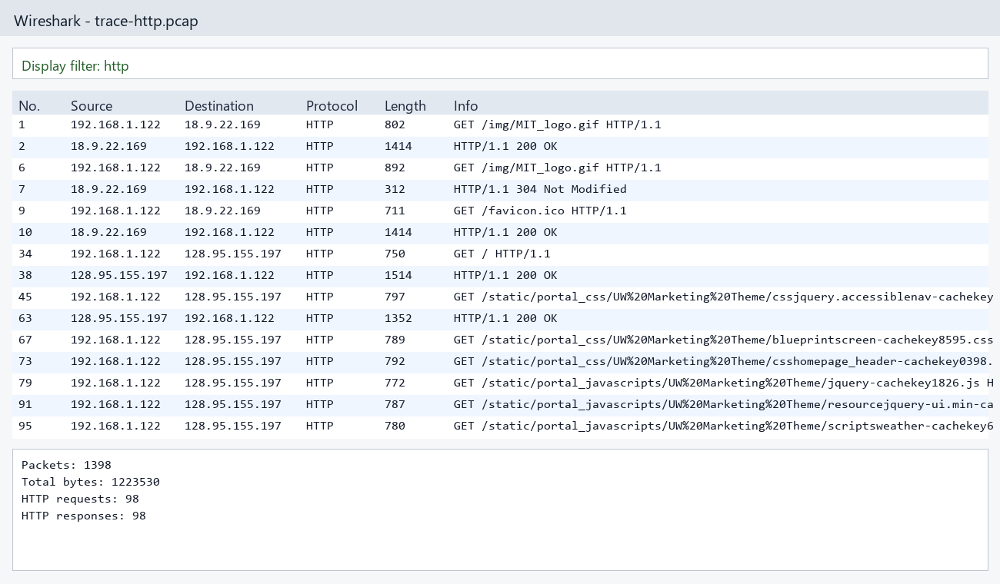 Wireshark - trace-http.pcap
Display filter: http
No. Source Destination Protocol Length Info
1 192.168.1.122 18.9.22.169 HTTP 802 GET /img/MIT_logo.gif HTTP/1.1
2 18.9.22.169 192.168.1.122 HTTP 1414 HTTP/1.1 200 OK
6 192.168.1.122 18.9.22.169 HTTP 892 GET /img/MIT_logo.gif HTTP/1.1
7 18.9.22.169 192.168.1.122 HTTP 312 HTTP/1.1 304 Not Modified
9 192.168.1.122 18.9.22.169 HTTP 711 GET /favicon.ico HTTP/1.1
10 18.9.22.169 192.168.1.122 HTTP 1414 HTTP/1.1 200 OK
34 192.168.1.122 128.95.155.197 HTTP 750 GET / HTTP/1.1
38 128.95.155.197 192.168.1.122 HTTP 1514 HTTP/1.1 200 OK
45 192.168.1.122 128.95.155.197 HTTP 797 GET /static/portal_css/UW%20Marketing%20Theme/cssjquery.accessiblenav-cachekey
63 128.95.155.197 192.168.1.122 HTTP 1352 HTTP/1.1 200 OK
67 192.168.1.122 128.95.155.197 HTTP 789 GET /static/portal_css/UW%20Marketing%20Theme/blueprintscreen-cachekey8595.css
73 192.168.1.122 128.95.155.197 HTTP 792 GET /static/portal_css/UW%20Marketing%20Theme/csshomepage_header-cachekey0398.
79 192.168.1.122 128.95.155.197 HTTP 772 GET /static/portal_javascripts/UW%20Marketing%20Theme/jquery-cachekey1826.js H
91 192.168.1.122 128.95.155.197 HTTP 787 GET /static/portal_javascripts/UW%20Marketing%20Theme/resourcejquery-ui.min-ca
95 192.168.1.122 128.95.155.197 HTTP 780 GET /static/portal_javascripts/UW%20Marketing%20Theme/scriptsweather-cachekey6
Packets: 1398
Total bytes: 1223530
HTTP requests: 98
HTTP responses: 98